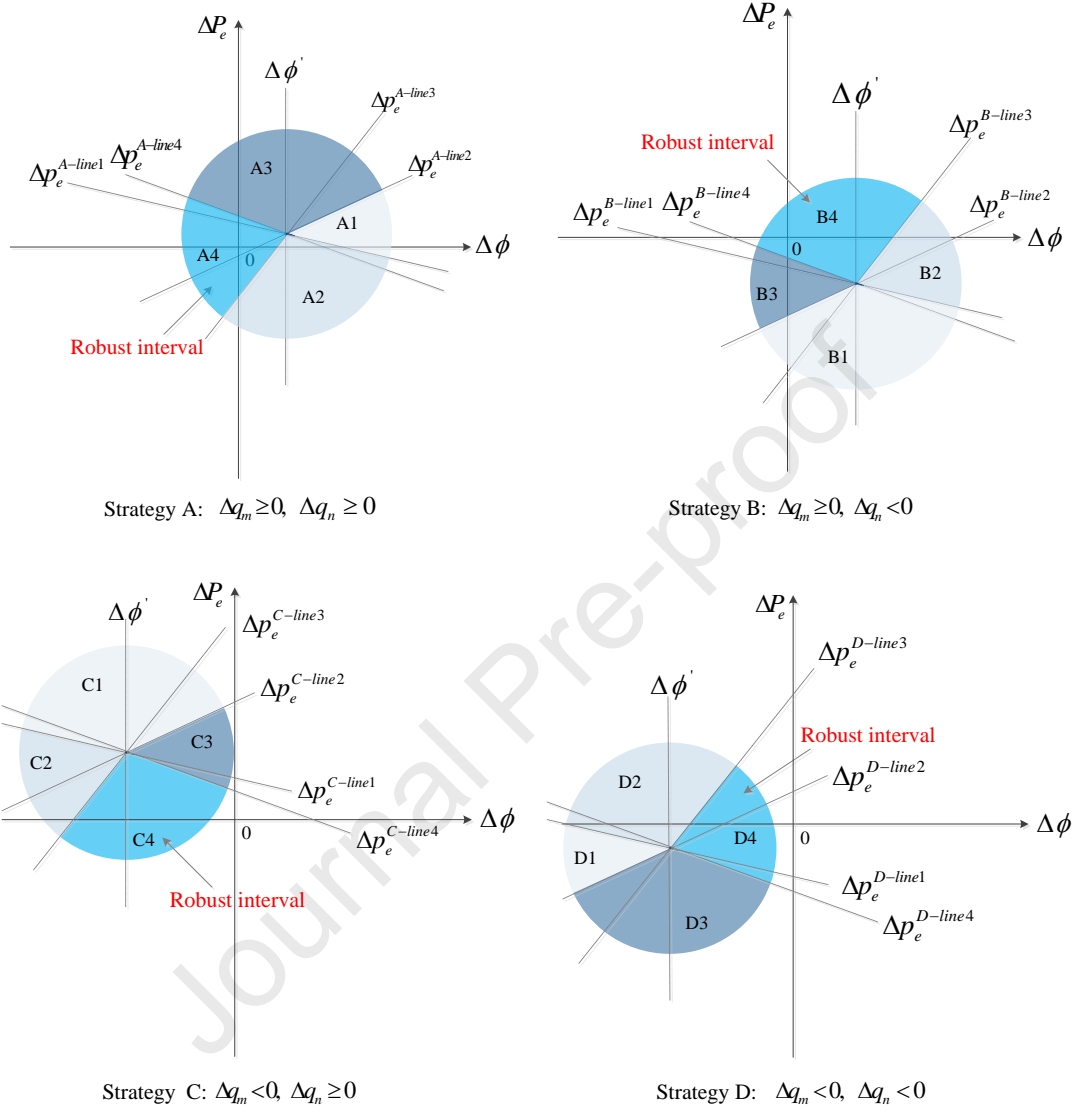 ΔP_e
Δϕ'
Δp_e^{A-line3}
Δp_e^{A-line4}
Δp_e^{A-line1}
Δp_e^{A-line2}
A3
A1
A4
0
A2
Δϕ
Robust interval
Strategy A: Δq_m ≥0, Δq_n ≥ 0
ΔP_e
Δϕ'
Δp_e^{B-line3}
Robust interval
Δp_e^{B-line1}
Δp_e^{B-line4}
Δp_e^{B-line2}
B4
0
Δϕ
B2
B3
B1
Strategy B: Δq_m ≥0, Δq_n <0
ΔP_e
Δϕ'
Δp_e^{C-line3}
Δp_e^{C-line2}
C1
C3
C2
Δp_e^{C-line1}
Δp_e^{C-line4}
0
Δϕ
C4
Robust interval
Strategy C: Δq_m <0, Δq_n ≥0
ΔP_e
Δp_e^{D-line3}
Δϕ'
Robust interval
Δp_e^{D-line2}
D2
D4
0
Δϕ
D1
Δp_e^{D-line1}
Δp_e^{D-line4}
D3
Strategy D: Δq_m <0, Δq_n <0
Journal Pre-proof